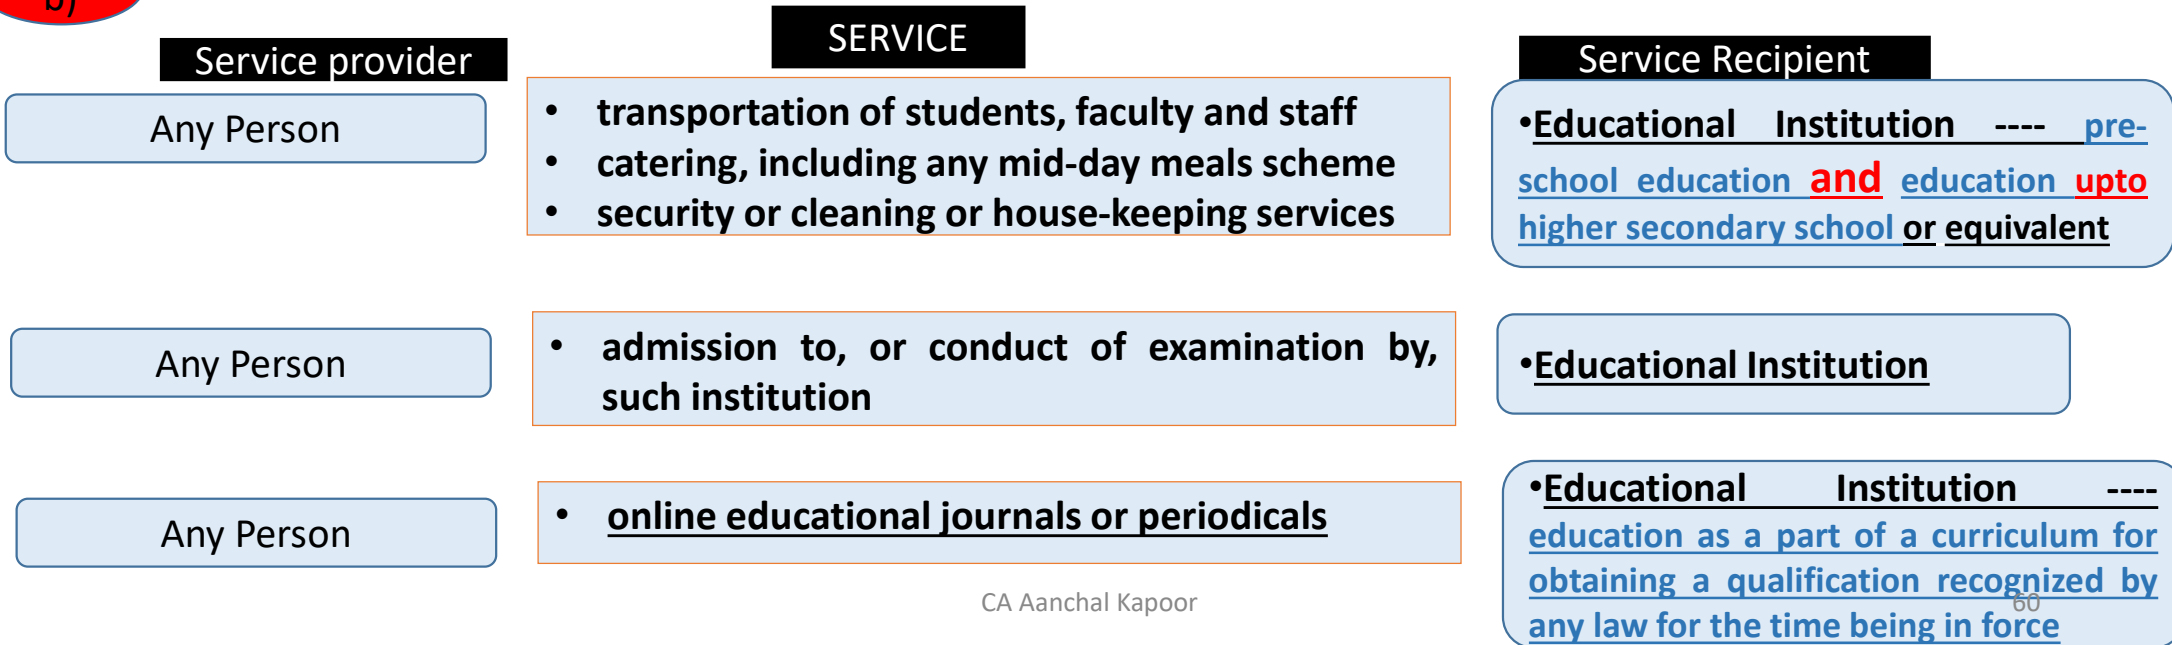 b)
Service provider
SERVICE
Service Recipient
Any Person
• transportation of students, faculty and staff
• catering, including any mid-day meals scheme
• security or cleaning or house-keeping services
•Educational Institution ---- pre-
school education and education upto
higher secondary school or equivalent
Any Person
• admission to, or conduct of examination by,
such institution
•Educational Institution
Any Person
• online educational journals or periodicals
•Educational Institution ----
education as a part of a curriculum for
obtaining a qualification recognized by
any law for the time being in force
CA Aanchal Kapoor
60